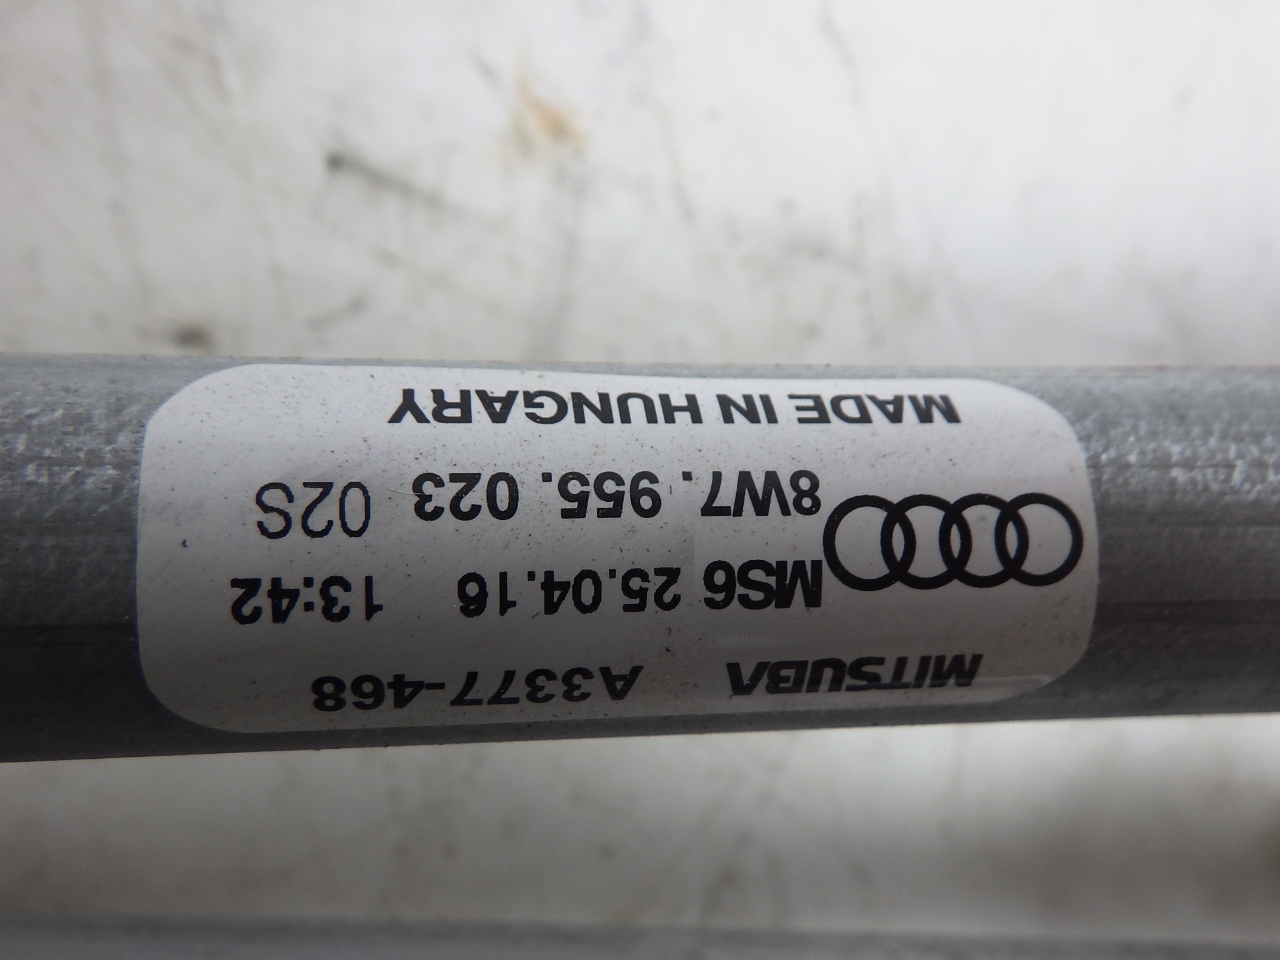 MITSUBA A3377-468
MS6 25.04.16 13:42
8W7. 955. 023 02S
MADE IN HUNGARY